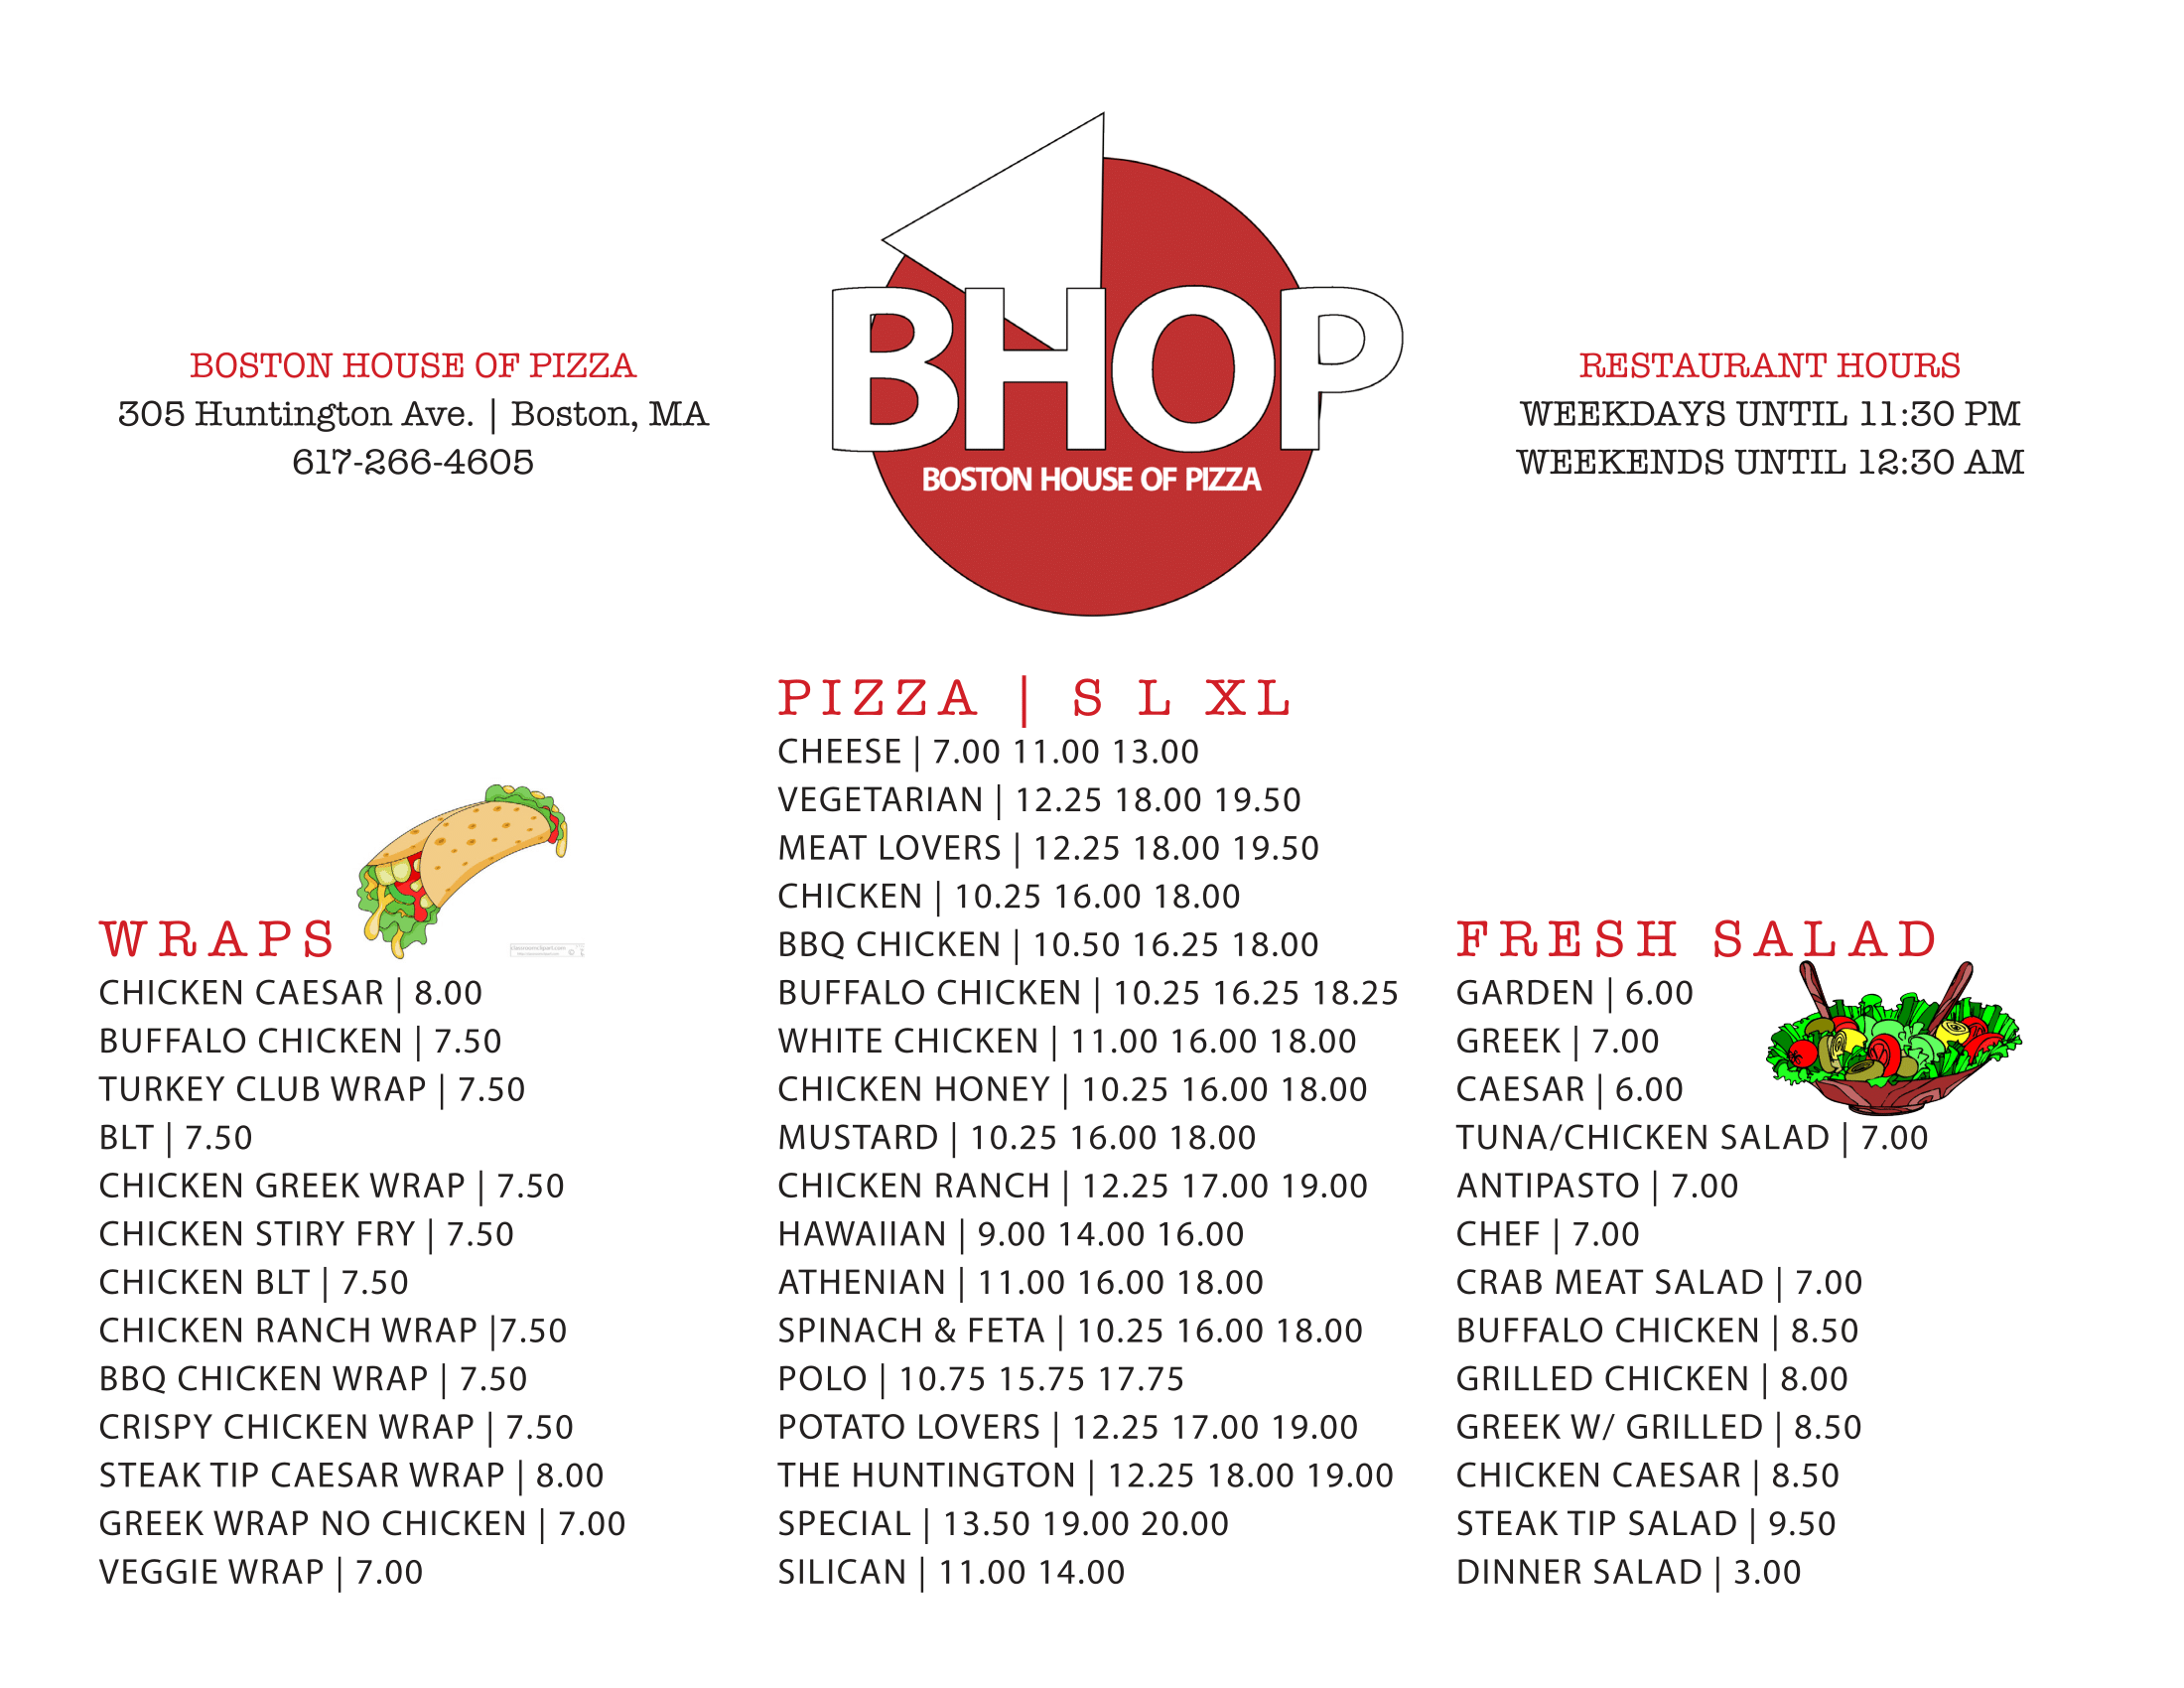 BHOP
BOSTON HOUSE OF PIZZA
BOSTON HOUSE OF PIZZA
305 Huntington Ave. | Boston, MA
617-266-4605
RESTAURANT HOURS
WEEKDAYS UNTIL 11:30 PM
WEEKENDS UNTIL 12:30 AM
WRAPS
CHICKEN CAESAR | 8.00
BUFFALO CHICKEN | 7.50
TURKEY CLUB WRAP | 7.50
BLT | 7.50
CHICKEN GREEK WRAP | 7.50
CHICKEN STIRY FRY | 7.50
CHICKEN BLT | 7.50
CHICKEN RANCH WRAP |7.50
BBQ CHICKEN WRAP | 7.50
CRISPY CHICKEN WRAP | 7.50
STEAK TIP CAESAR WRAP | 8.00
GREEK WRAP NO CHICKEN | 7.00
VEGGIE WRAP | 7.00
PIZZA | S L XL
CHEESE | 7.00 11.00 13.00
VEGETARIAN | 12.25 18.00 19.50
MEAT LOVERS | 12.25 18.00 19.50
CHICKEN | 10.25 16.00 18.00
BBQ CHICKEN | 10.50 16.25 18.00
BUFFALO CHICKEN | 10.25 16.25 18.25
WHITE CHICKEN | 11.00 16.00 18.00
CHICKEN HONEY | 10.25 16.00 18.00
MUSTARD | 10.25 16.00 18.00
CHICKEN RANCH | 12.25 17.00 19.00
HAWAIIAN | 9.00 14.00 16.00
ATHENIAN | 11.00 16.00 18.00
SPINACH & FETA | 10.25 16.00 18.00
POLO | 10.75 15.75 17.75
POTATO LOVERS | 12.25 17.00 19.00
THE HUNTINGTON | 12.25 18.00 19.00
SPECIAL | 13.50 19.00 20.00
SILICAN | 11.00 14.00
FRESH SALAD
GARDEN | 6.00
GREEK | 7.00
CAESAR | 6.00
TUNA/CHICKEN SALAD | 7.00
ANTIPASTO | 7.00
CHEF | 7.00
CRAB MEAT SALAD | 7.00
BUFFALO CHICKEN | 8.50
GRILLED CHICKEN | 8.00
GREEK W/ GRILLED | 8.50
CHICKEN CAESAR | 8.50
STEAK TIP SALAD | 9.50
DINNER SALAD | 3.00